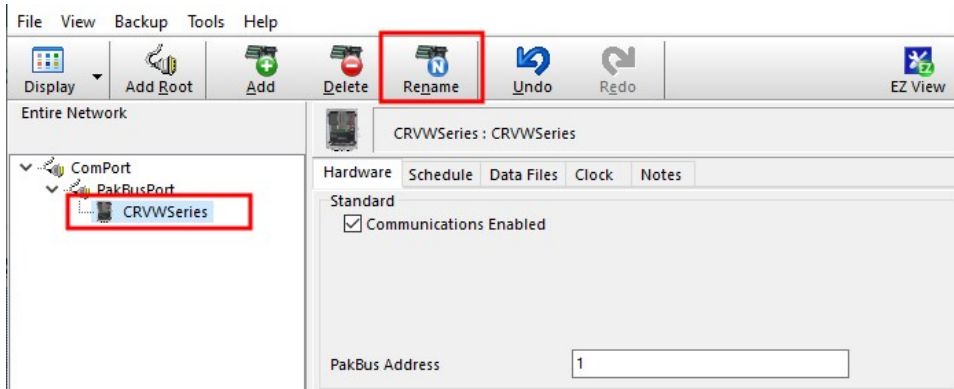 File View Backup Tools Help
Display Add Root Add Delete Rename Undo Redo EZ View
Entire Network
CRVWSeries : CRVWSeries
ComPort
PakBusPort
CRVWSeries
Hardware Schedule Data Files Clock Notes
Standard
Communications Enabled
PakBus Address 1